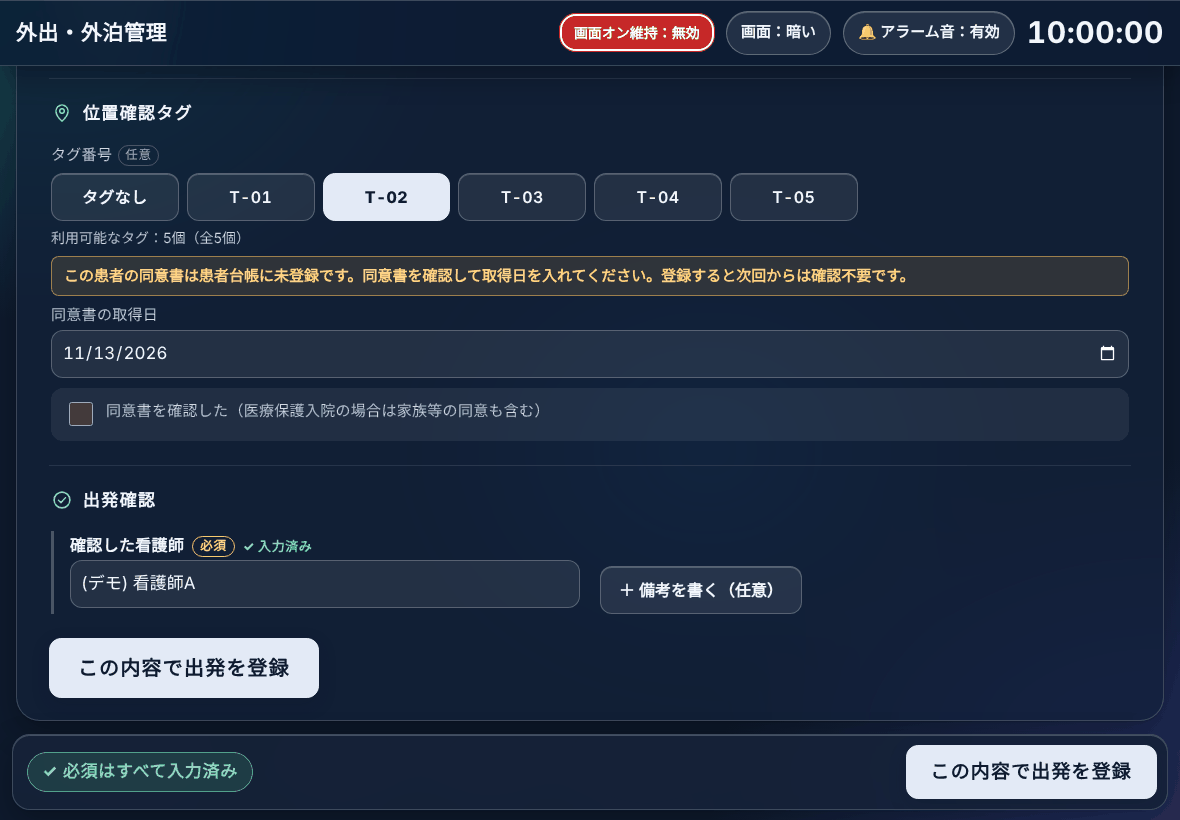 外出・外泊管理
画面オン維持：無効
画面：暗い
🔔 アラーム音：有効
10:00:00
位置確認タグ
タグ番号 任意
タグなし
T-01
T-02
T-03
T-04
T-05
利用可能なタグ：5個（全5個）
この患者の同意書は患者台帳に未登録です。同意書を確認して取得日を入れてください。登録すると次回からは確認不要です。
同意書の取得日
11/13/2026
同意書を確認した（医療保護入院の場合は家族等の同意も含む）
出発確認
確認した看護師 必須 ✓ 入力済み
(デモ) 看護師A
＋ 備考を書く（任意）
この内容で出発を登録
✓ 必須はすべて入力済み
この内容で出発を登録